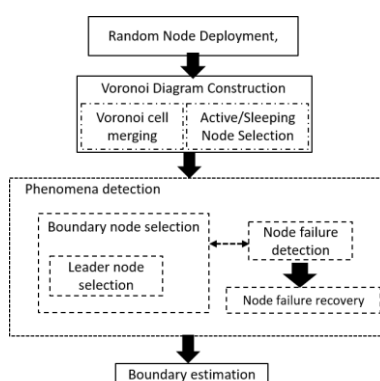 Random Node Deployment,
Voronoi Diagram Construction
Voronoi cell
merging
Active/Sleeping
Node Selection
Phenomena detection
Boundary node selection
Leader node
selection
Node failure
detection
Node failure recovery
Boundary estimation